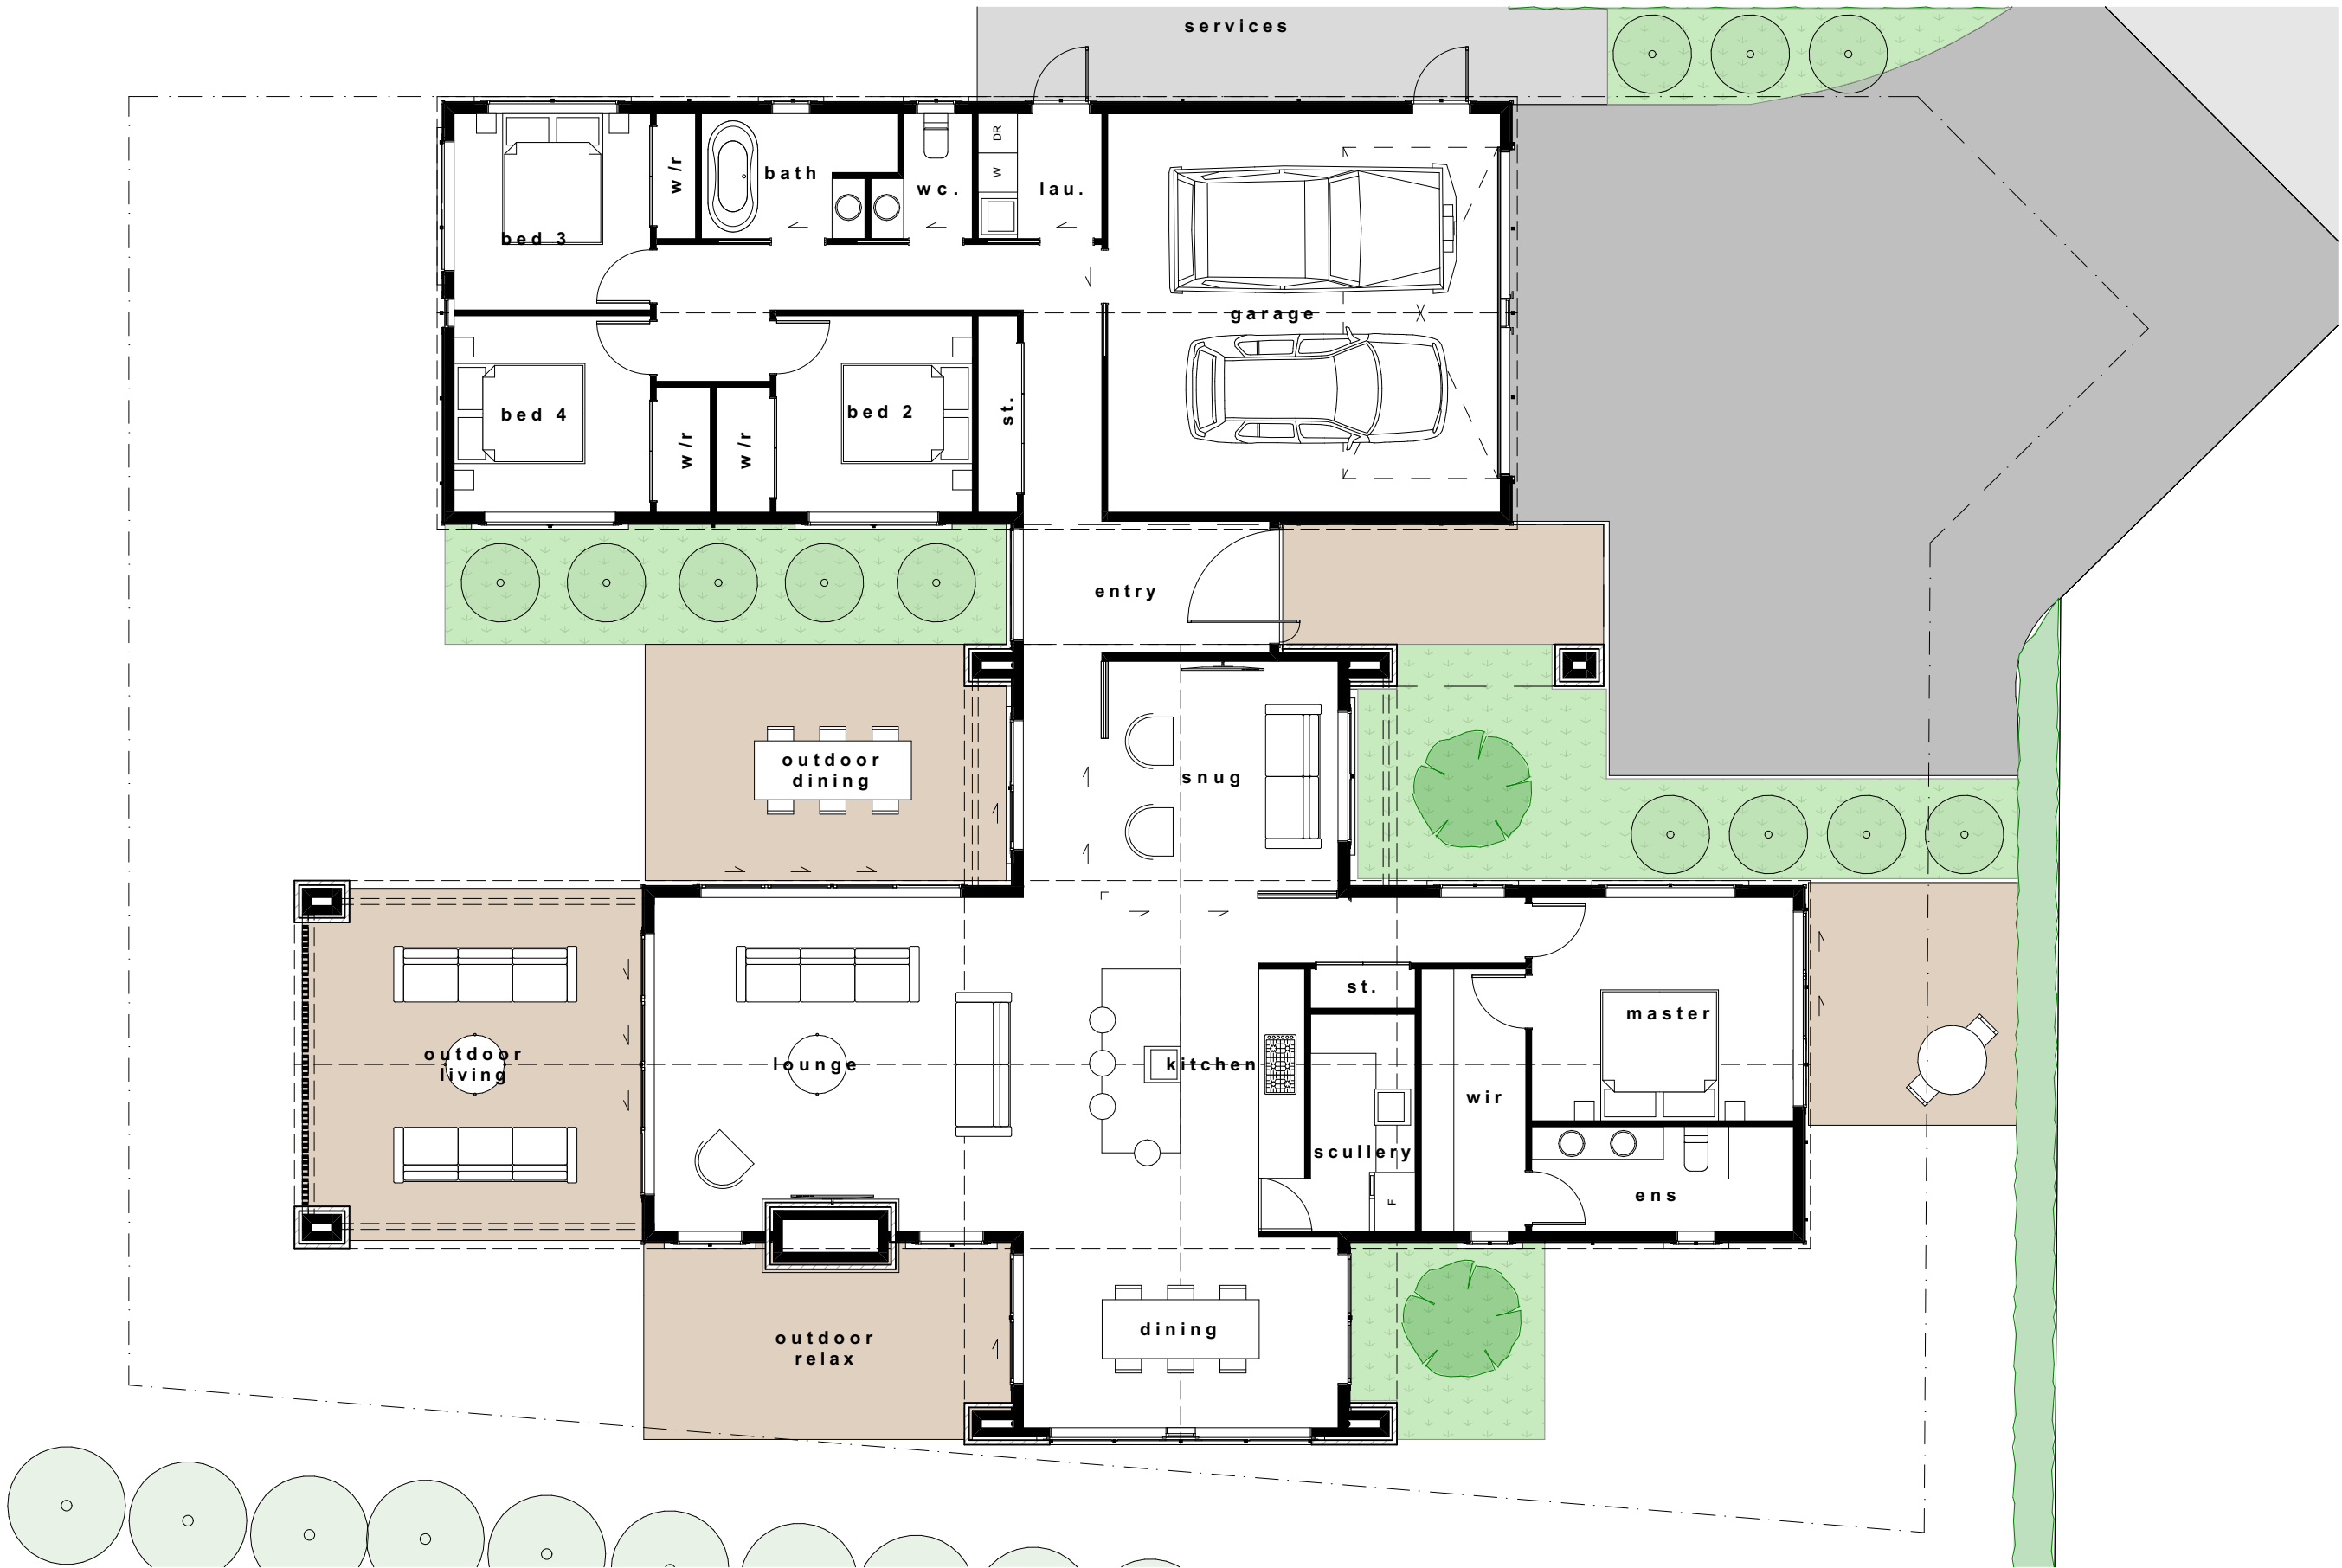 services
DR
W
w/r
bath
wc.
lau.
bed 3
garage
bed 4
w/r
w/r
bed 2
st.
entry
outdoor
dining
snug
st.
master
outdoor
living
lounge
kitchen
wir
scullery
F
ens
outdoor
relax
dining